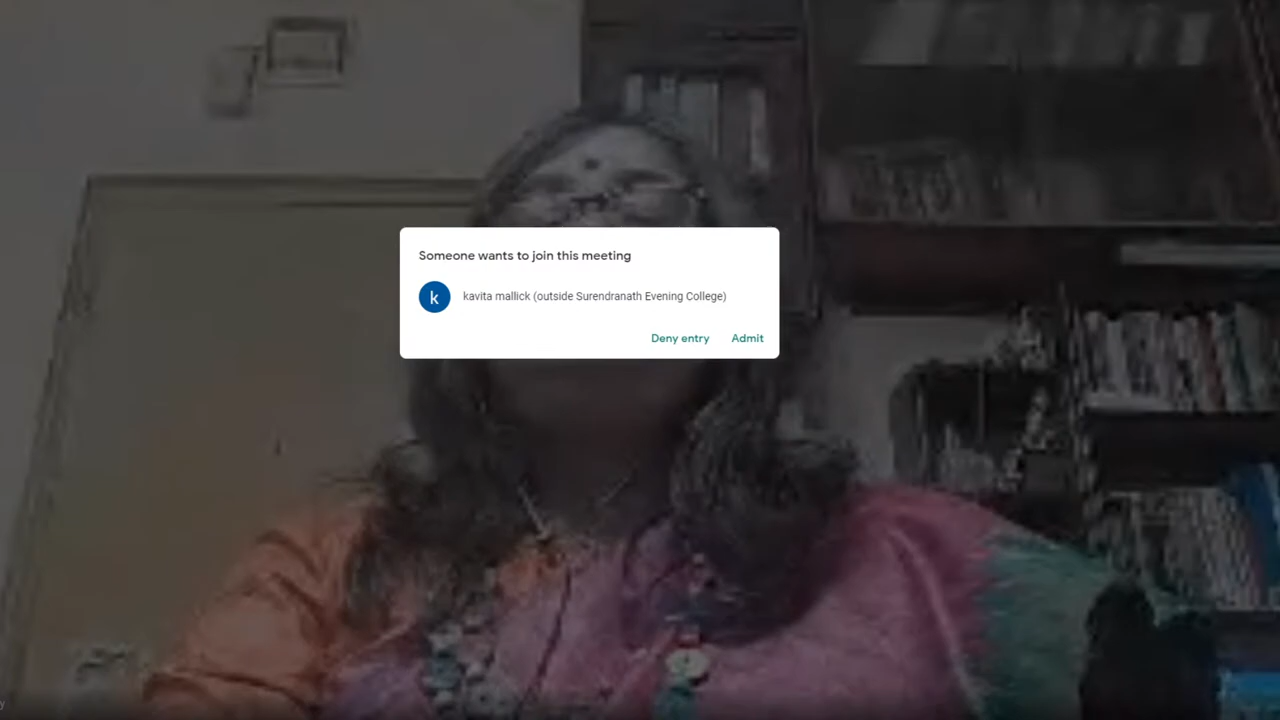 Someone wants to join this meeting
k
kavita mallick (outside Surendranath Evening College)
Deny entry
Admit